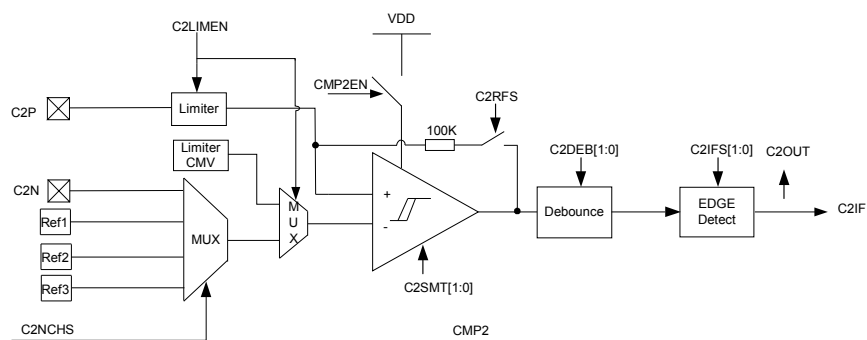 C2LIMEN
VDD
CMP2EN
C2RFS
C2P
Limiter
100K
C2DEB[1:0]
C2IFS[1:0]
C2OUT
Limiter
CMV
C2N
+
-
M
U
X
Debounce
EDGE
Detect
C2IF
Ref1
MUX
Ref2
Ref3
C2SMT[1:0]
C2NCHS
CMP2